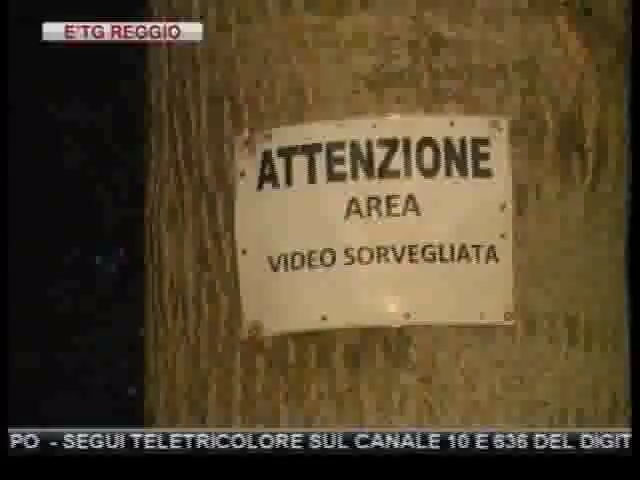 E'TG REGGIO
ATTENZIONE
AREA
VIDEO SORVEGLIATA
PO - SEGUI TELETRICOLORE SUL CANALE 10 E 636 DEL DIGIT